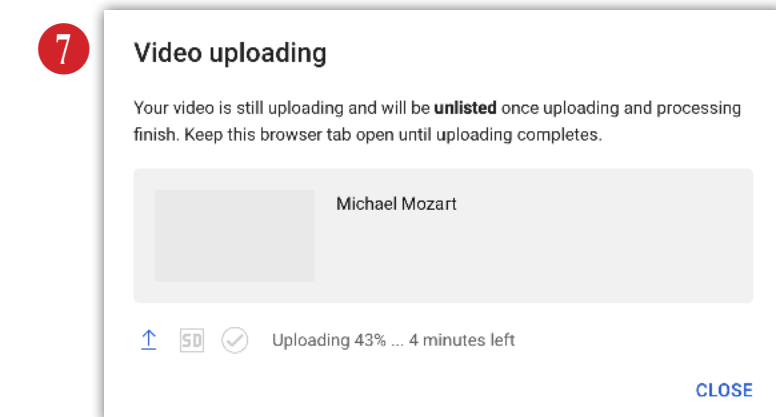 7
Video uploading
Your video is still uploading and will be unlisted once uploading and processing
finish. Keep this browser tab open until uploading completes.
Michael Mozart
SD Uploading 43% ... 4 minutes left
CLOSE